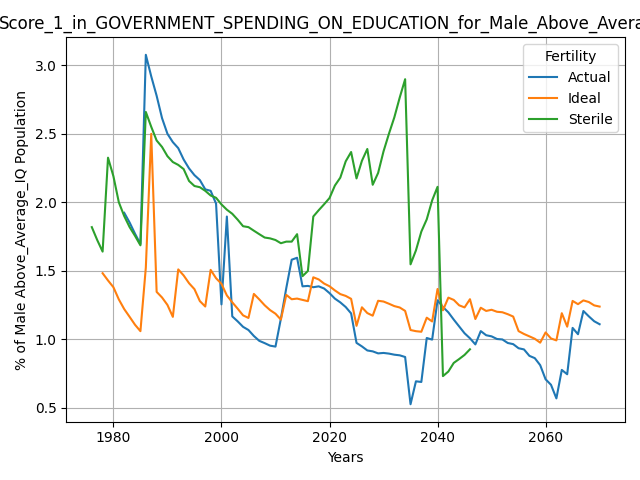 Score_1_in_GOVERNMENT_SPENDING_ON_EDUCATION_for_Male_Above_Avera
Fertility
Actual
Ideal
Sterile
% of Male Above_Average_IQ Population
3.0
2.5
2.0
1.5
1.0
0.5
1980 2000 2020 2040 2060
Years